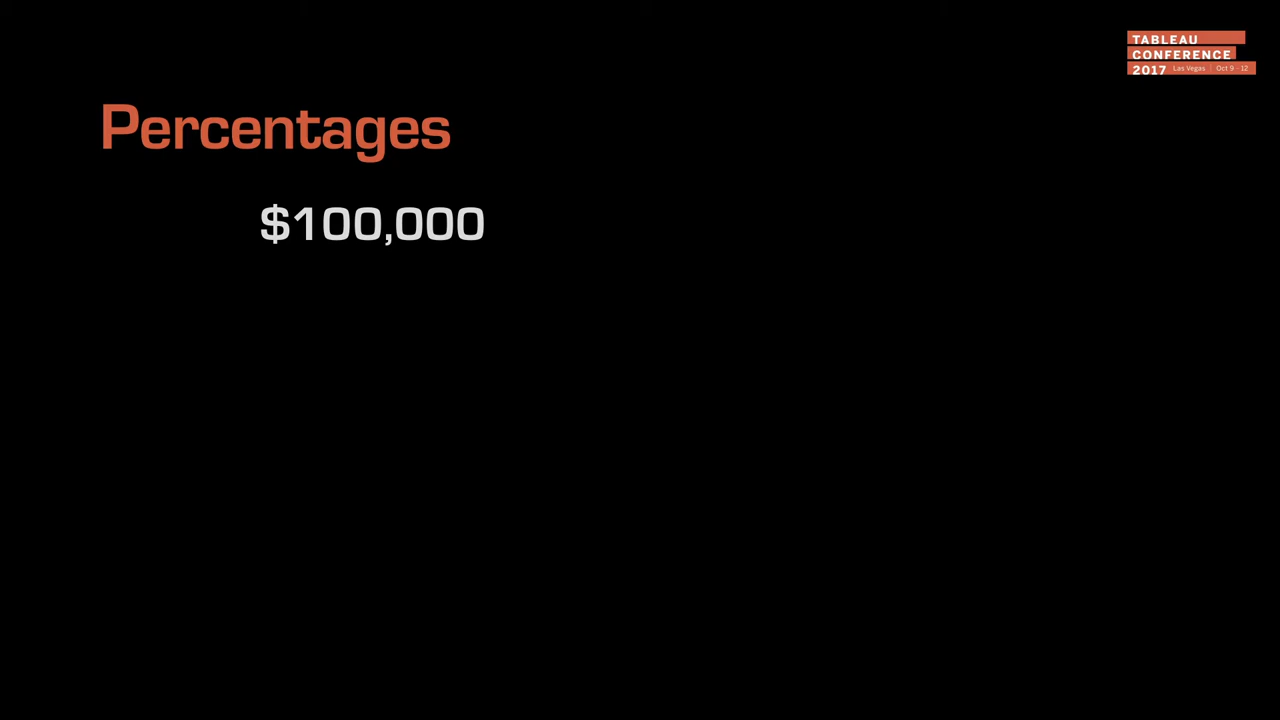 TABLEAU
CONFERENCE
2017 Las Vegas | Oct 9 - 12
Percentages
$100,000